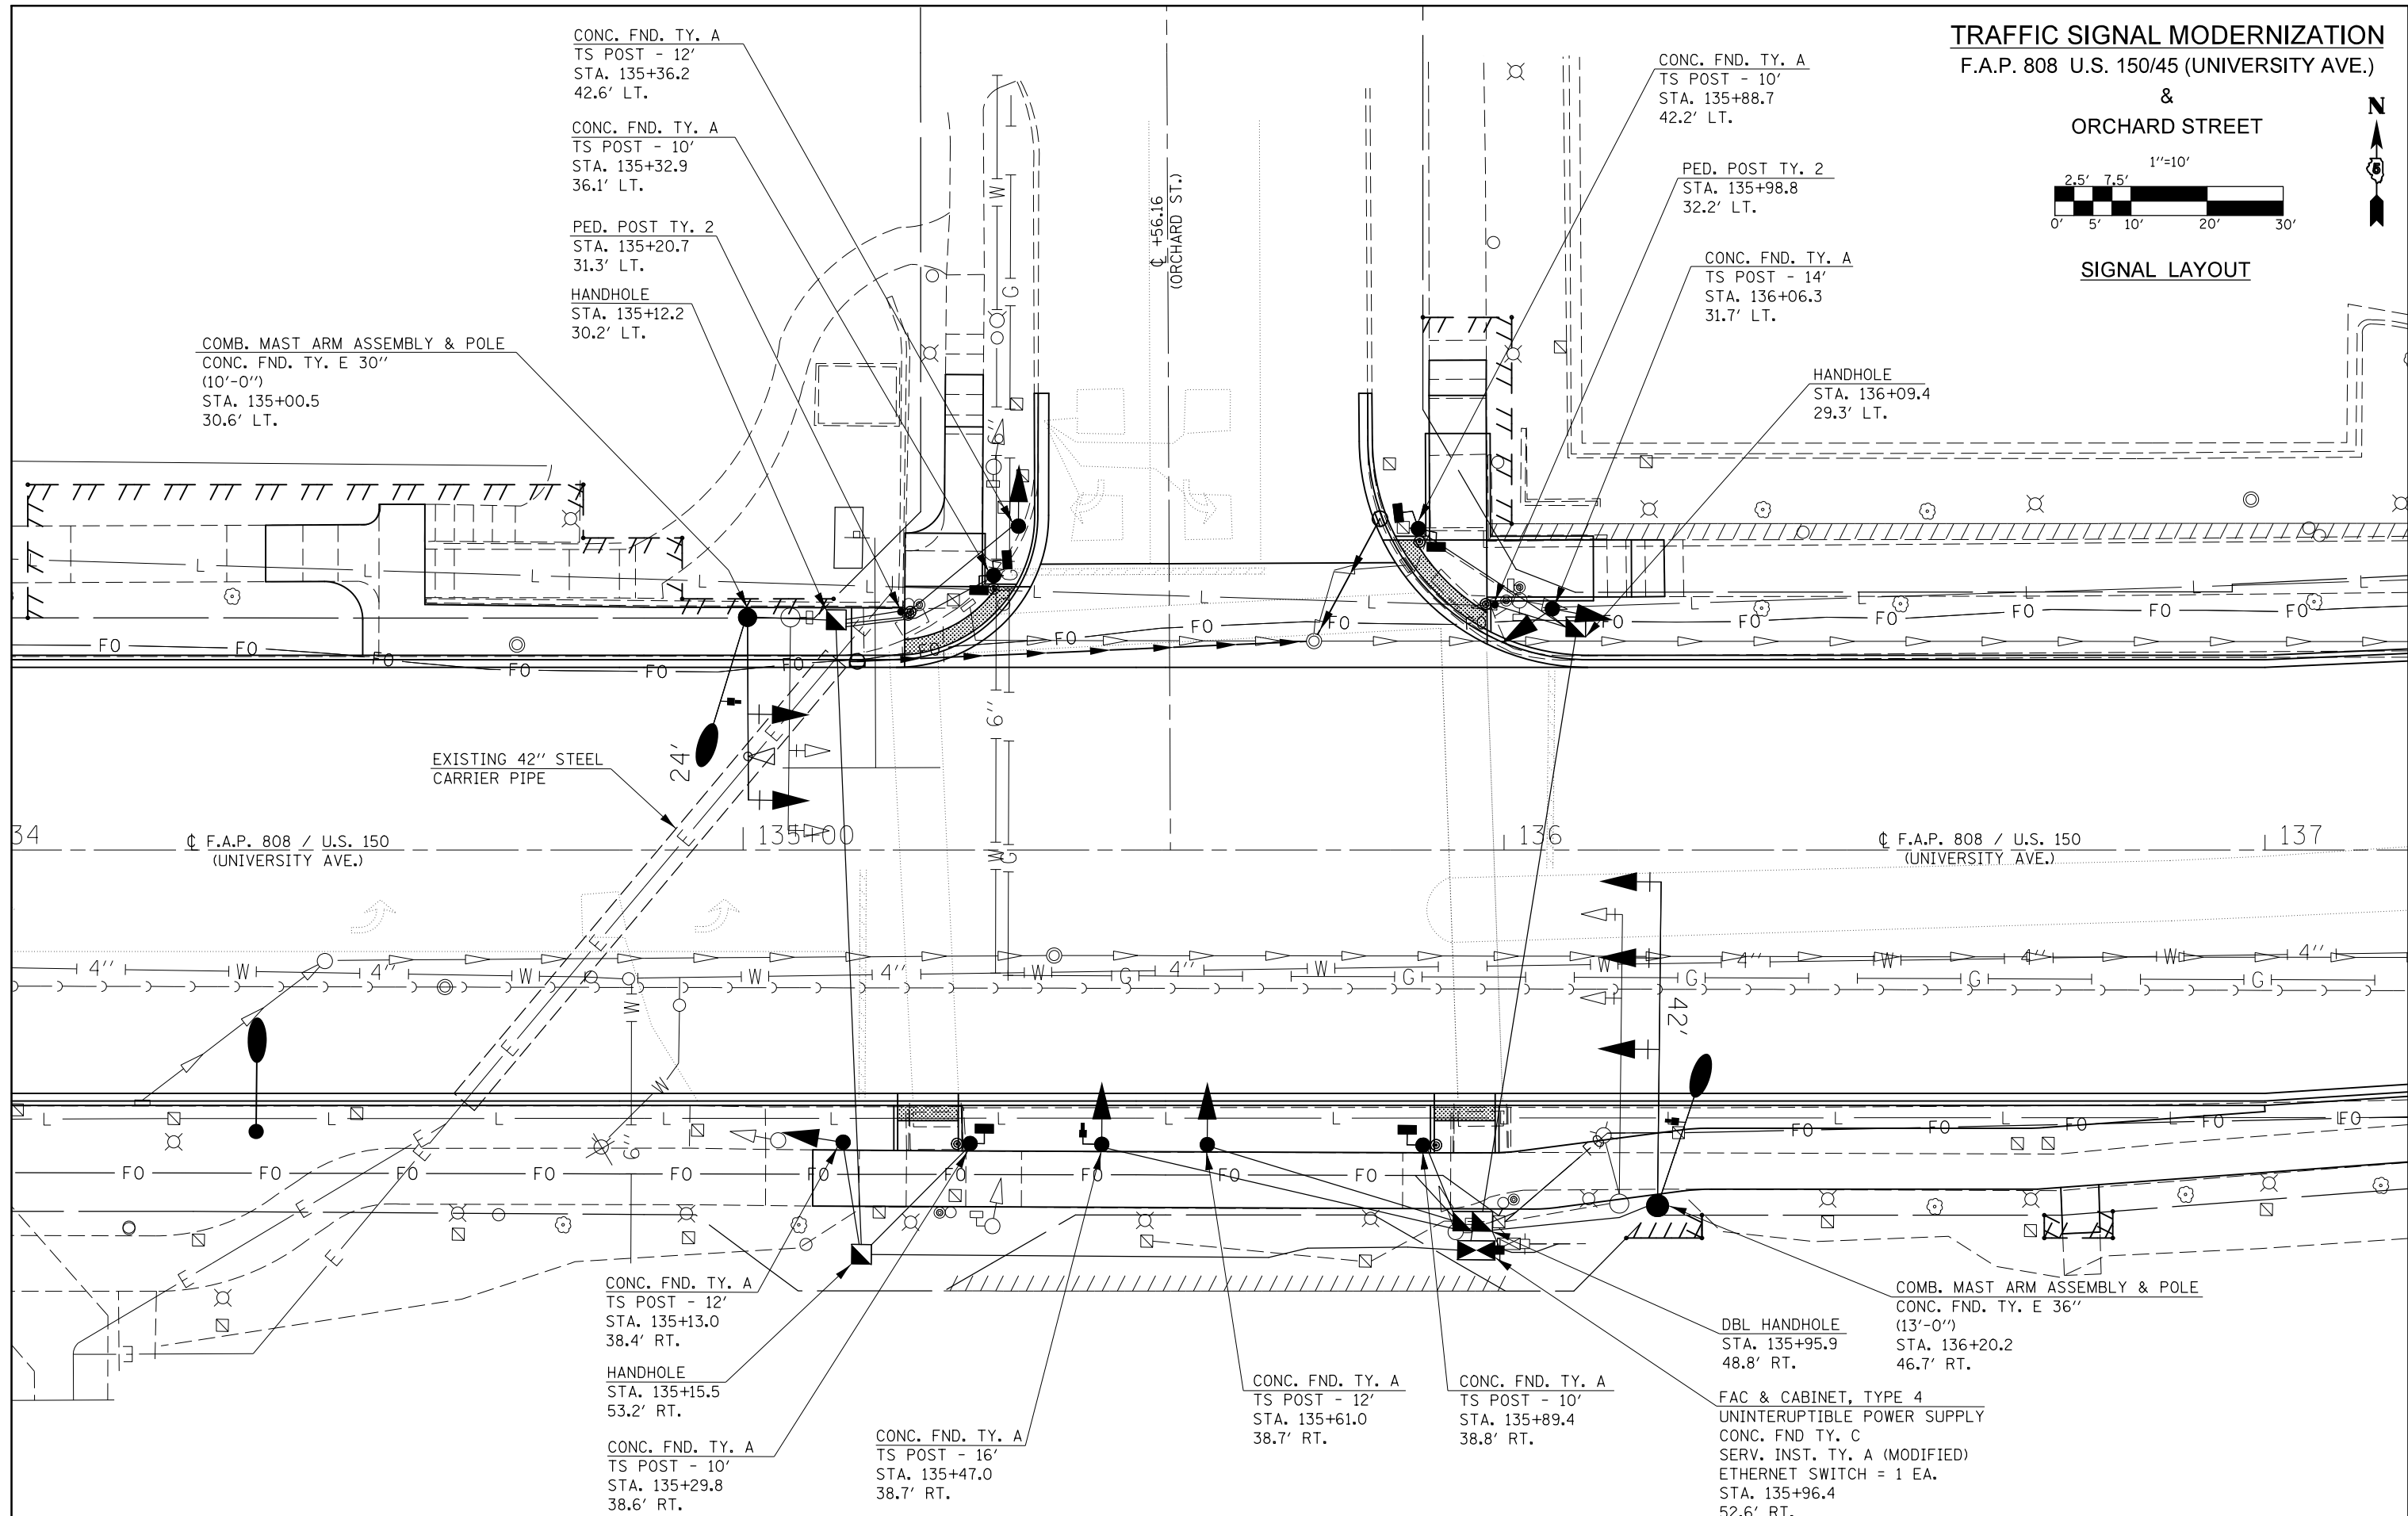 TRAFFIC SIGNAL MODERNIZATION
F.A.P. 808 U.S. 150/45 (UNIVERSITY AVE.)
&
ORCHARD STREET
N
1''=10'
2.5' 7.5'
0' 5' 10' 20' 30'
SIGNAL LAYOUT
CONC. FND. TY. A
TS POST - 12'
STA. 135+36.2
42.6' LT.
CONC. FND. TY. A
TS POST - 10'
STA. 135+32.9
36.1' LT.
PED. POST TY. 2
STA. 135+20.7
31.3' LT.
HANDHOLE
STA. 135+12.2
30.2' LT.
COMB. MAST ARM ASSEMBLY & POLE
CONC. FND. TY. E 30''
(10'-0'')
STA. 135+00.5
30.6' LT.
℄ +56.16
(ORCHARD ST.)
CONC. FND. TY. A
TS POST - 10'
STA. 135+88.7
42.2' LT.
PED. POST TY. 2
STA. 135+98.8
32.2' LT.
CONC. FND. TY. A
TS POST - 14'
STA. 136+06.3
31.7' LT.
HANDHOLE
STA. 136+09.4
29.3' LT.
24'
EXISTING 42'' STEEL
CARRIER PIPE
34
℄ F.A.P. 808 / U.S. 150
(UNIVERSITY AVE.)
135+00
136
℄ F.A.P. 808 / U.S. 150
(UNIVERSITY AVE.)
137
42'
CONC. FND. TY. A
TS POST - 12'
STA. 135+13.0
38.4' RT.
HANDHOLE
STA. 135+15.5
53.2' RT.
CONC. FND. TY. A
TS POST - 10'
STA. 135+29.8
38.6' RT.
CONC. FND. TY. A
TS POST - 16'
STA. 135+47.0
38.7' RT.
CONC. FND. TY. A
TS POST - 12'
STA. 135+61.0
38.7' RT.
CONC. FND. TY. A
TS POST - 10'
STA. 135+89.4
38.8' RT.
DBL HANDHOLE
STA. 135+95.9
48.8' RT.
COMB. MAST ARM ASSEMBLY & POLE
CONC. FND. TY. E 36''
(13'-0'')
STA. 136+20.2
46.7' RT.
FAC & CABINET, TYPE 4
UNINTERUPTIBLE POWER SUPPLY
CONC. FND TY. C
SERV. INST. TY. A (MODIFIED)
ETHERNET SWITCH = 1 EA.
STA. 135+96.4
52.6' RT.